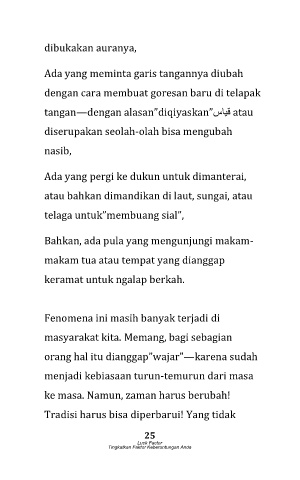 dibukakan auranya,
Ada yang meminta garis tangannya diubah
dengan cara membuat goresan baru di telapak
tangan—dengan alasan"diqiyaskan" قياس atau
diserupakan seolah-olah bisa mengubah
nasib,
Ada yang pergi ke dukun untuk dimanterai,
atau bahkan dimandikan di laut, sungai, atau
telaga untuk"membuang sial",
Bahkan, ada pula yang mengunjungi makam-
makam tua atau tempat yang dianggap
keramat untuk ngalap berkah.
Fenomena ini masih banyak terjadi di
masyarakat kita. Memang, bagi sebagian
orang hal itu dianggap"wajar"—karena sudah
menjadi kebiasaan turun-temurun dari masa
ke masa. Namun, zaman harus berubah!
Tradisi harus bisa diperbarui! Yang tidak
25
Luck Factor
Tingkatkan Faktor Keberuntungan Anda